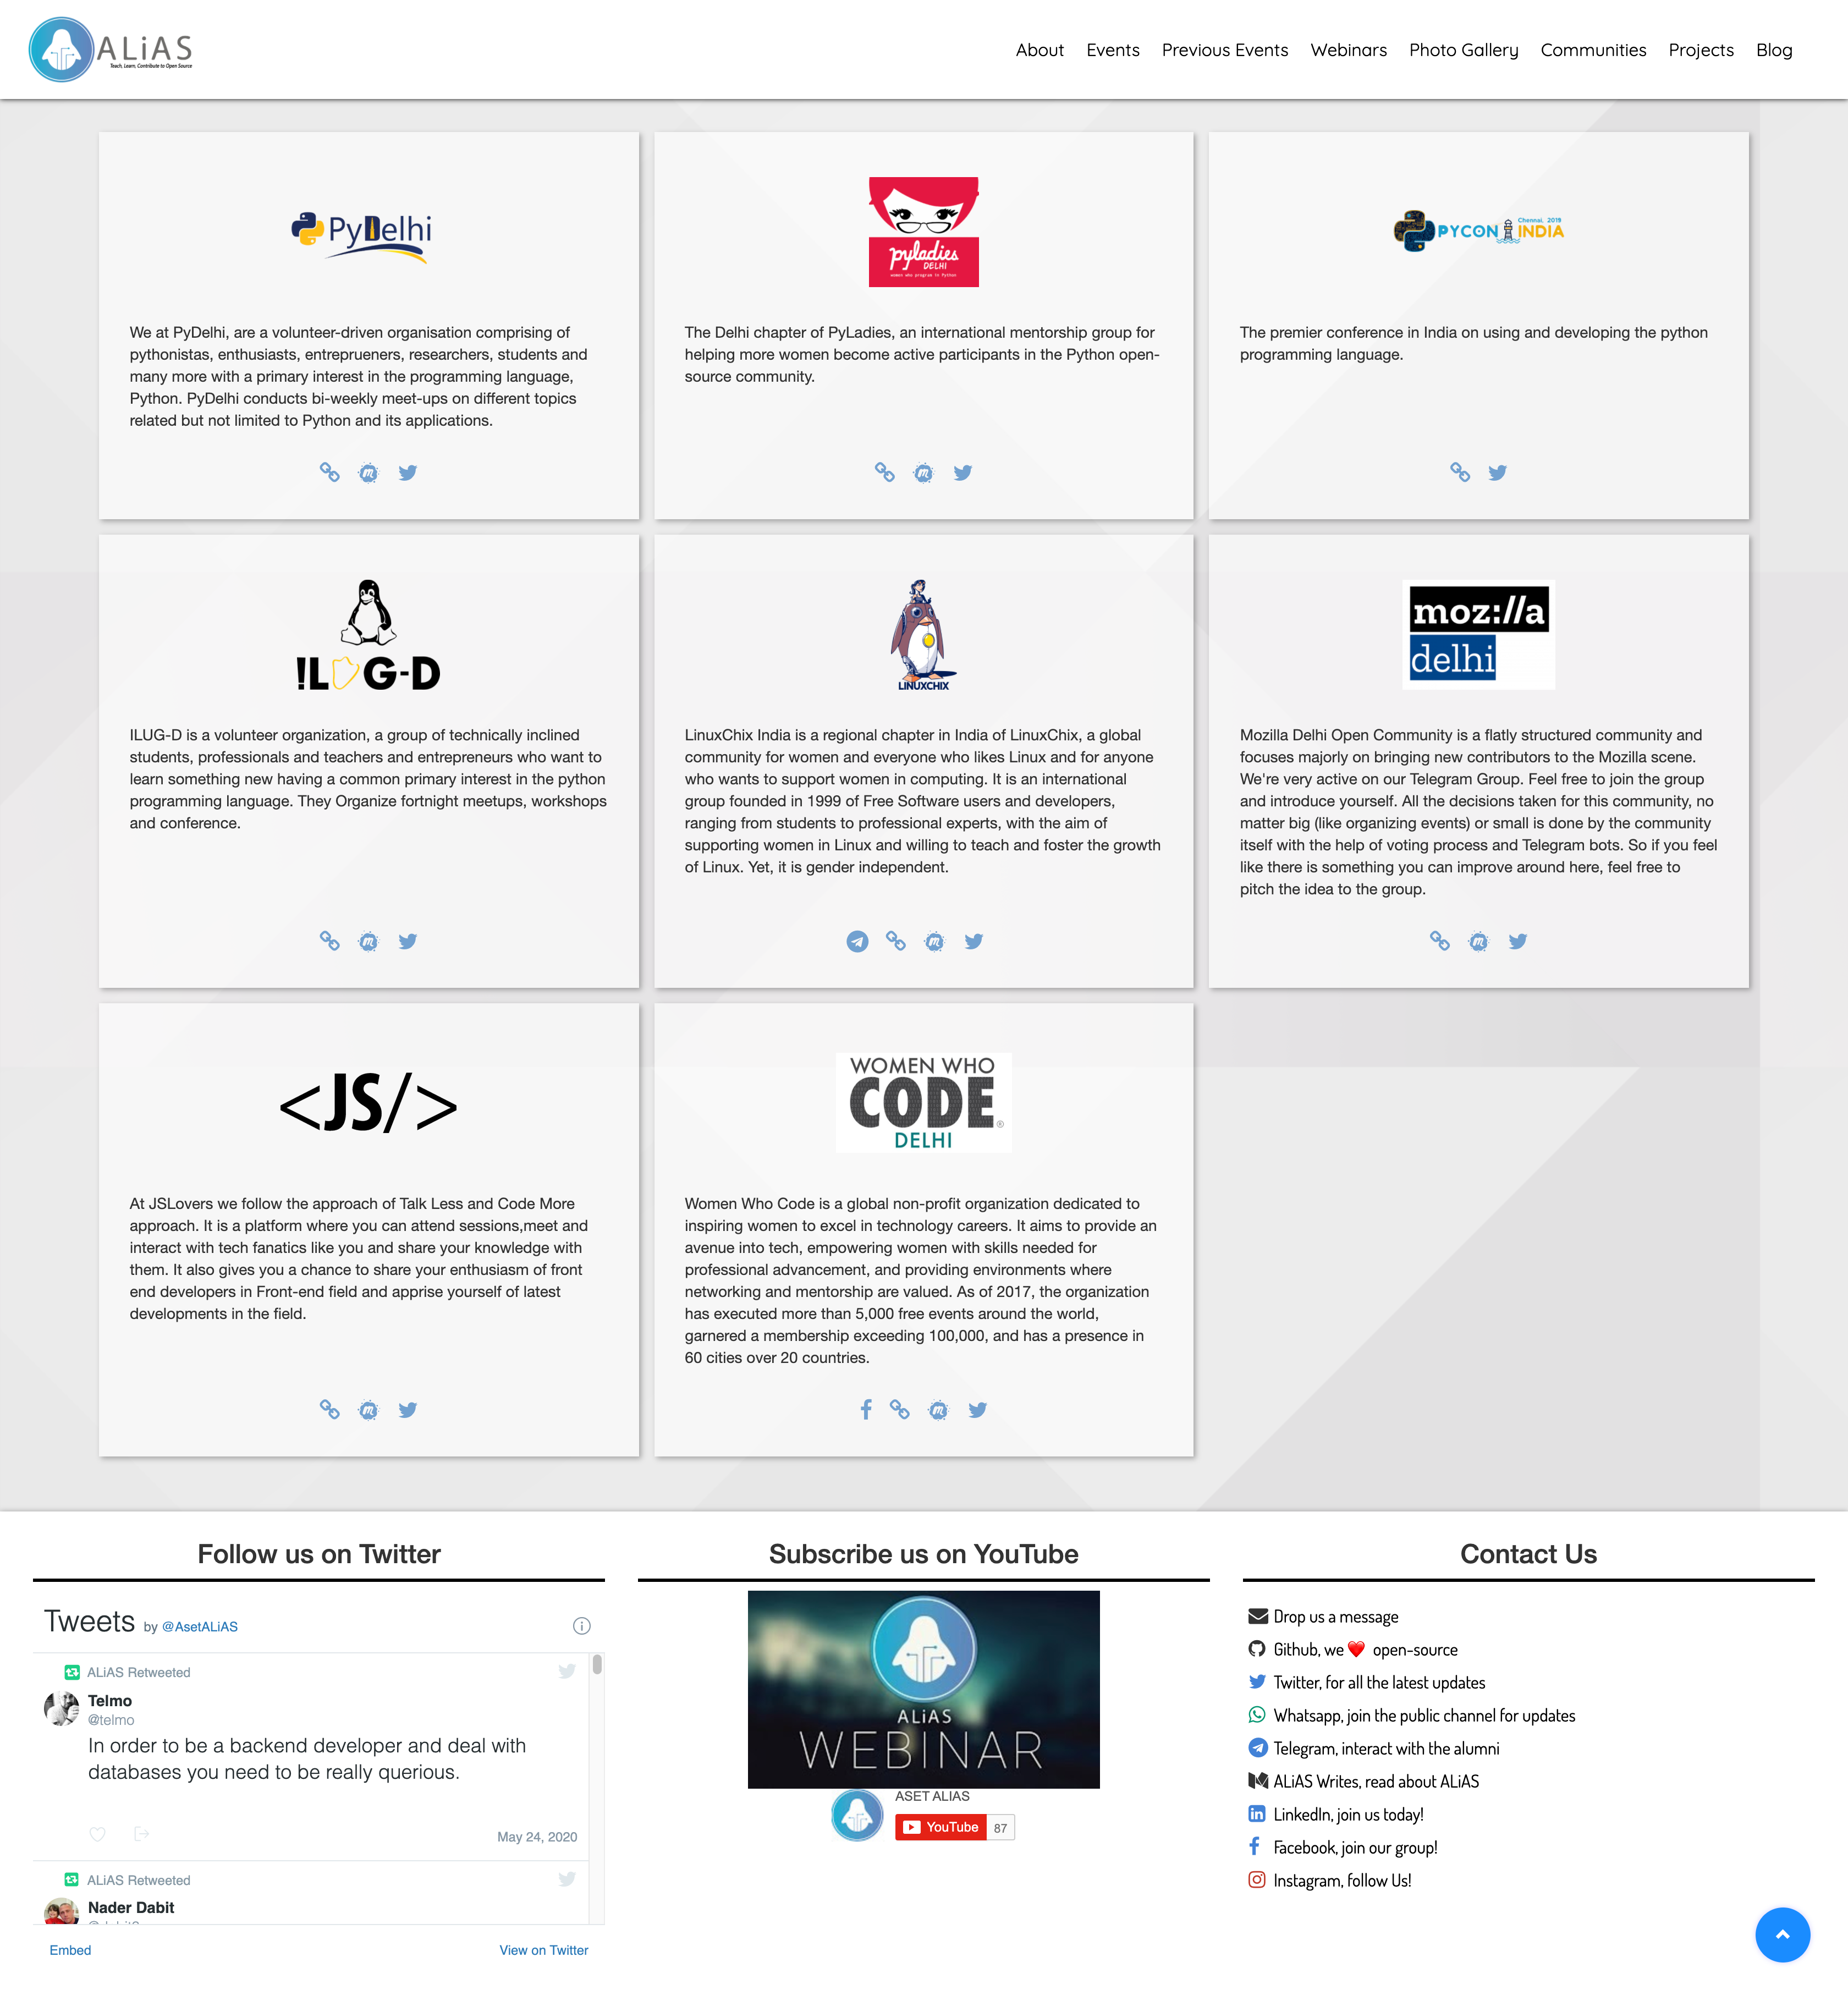 ALiAS
Teach, Learn, Contribute to Open Source
About Events Previous Events Webinars Photo Gallery Communities Projects Blog
PyDelhi
We at PyDelhi, are a volunteer-driven organisation comprising of
pythonistas, enthusiasts, entreprueners, researchers, students and
many more with a primary interest in the programming language,
Python. PyDelhi conducts bi-weekly meet-ups on different topics
related but not limited to Python and its applications.
pyladies
DELHI
women who program in Python
The Delhi chapter of PyLadies, an international mentorship group for
helping more women become active participants in the Python open-
source community.
Chennai, 2019
PYCON INDIA
The premier conference in India on using and developing the python
programming language.
!LUG-D
ILUG-D is a volunteer organization, a group of technically inclined
students, professionals and teachers and entrepreneurs who want to
learn something new having a common primary interest in the python
programming language. They Organize fortnight meetups, workshops
and conference.
LINUXCHIX
LinuxChix India is a regional chapter in India of LinuxChix, a global
community for women and everyone who likes Linux and for anyone
who wants to support women in computing. It is an international
group founded in 1999 of Free Software users and developers,
ranging from students to professional experts, with the aim of
supporting women in Linux and willing to teach and foster the growth
of Linux. Yet, it is gender independent.
moz://a
delhi
Mozilla Delhi Open Community is a flatly structured community and
focuses majorly on bringing new contributors to the Mozilla scene.
We're very active on our Telegram Group. Feel free to join the group
and introduce yourself. All the decisions taken for this community, no
matter big (like organizing events) or small is done by the community
itself with the help of voting process and Telegram bots. So if you feel
like there is something you can improve around here, feel free to
pitch the idea to the group.
<JS/>
At JSLovers we follow the approach of Talk Less and Code More
approach. It is a platform where you can attend sessions,meet and
interact with tech fanatics like you and share your knowledge with
them. It also gives you a chance to share your enthusiasm of front
end developers in Front-end field and apprise yourself of latest
developments in the field.
WOMEN WHO
CODE®
DELHI
Women Who Code is a global non-profit organization dedicated to
inspiring women to excel in technology careers. It aims to provide an
avenue into tech, empowering women with skills needed for
professional advancement, and providing environments where
networking and mentorship are valued. As of 2017, the organization
has executed more than 5,000 free events around the world,
garnered a membership exceeding 100,000, and has a presence in
60 cities over 20 countries.
Follow us on Twitter
Tweets by @AsetALiAS
ALiAS Retweeted
Telmo
@telmo
In order to be a backend developer and deal with
databases you need to be really querious.
May 24, 2020
ALiAS Retweeted
Nader Dabit
Embed
View on Twitter
Subscribe us on YouTube
ALiAS
WEBINAR
ASET ALIAS
YouTube 87
Contact Us
Drop us a message
Github, we ❤️ open-source
Twitter, for all the latest updates
Whatsapp, join the public channel for updates
Telegram, interact with the alumni
ALiAS Writes, read about ALiAS
LinkedIn, join us today!
Facebook, join our group!
Instagram, follow Us!